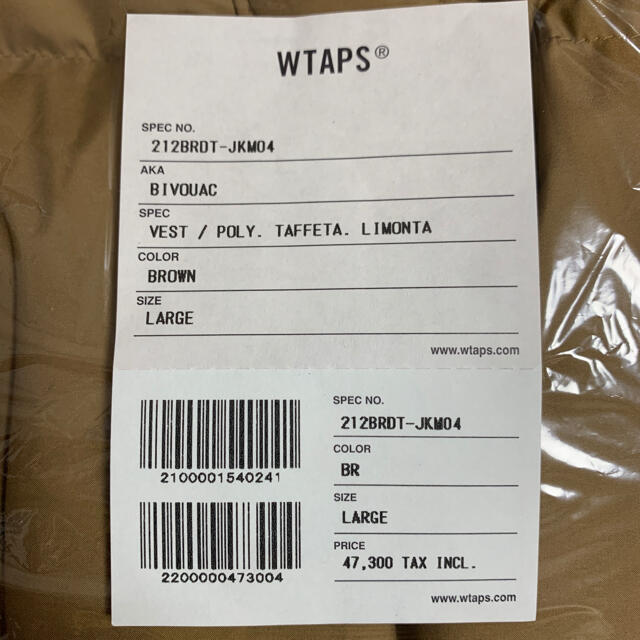 WTAPS®
SPEC NO.
212BRDT-JKM04
AKA
BIVOUAC
SPEC
VEST / POLY. TAFFETA. LIMONTA
COLOR
BROWN
SIZE
LARGE
www.wtaps.com
2100001540241
2200000473004
SPEC NO.
212BRDT-JKM04
COLOR
BR
SIZE
LARGE
PRICE
47,300 TAX INCL.
www.wtaps.com